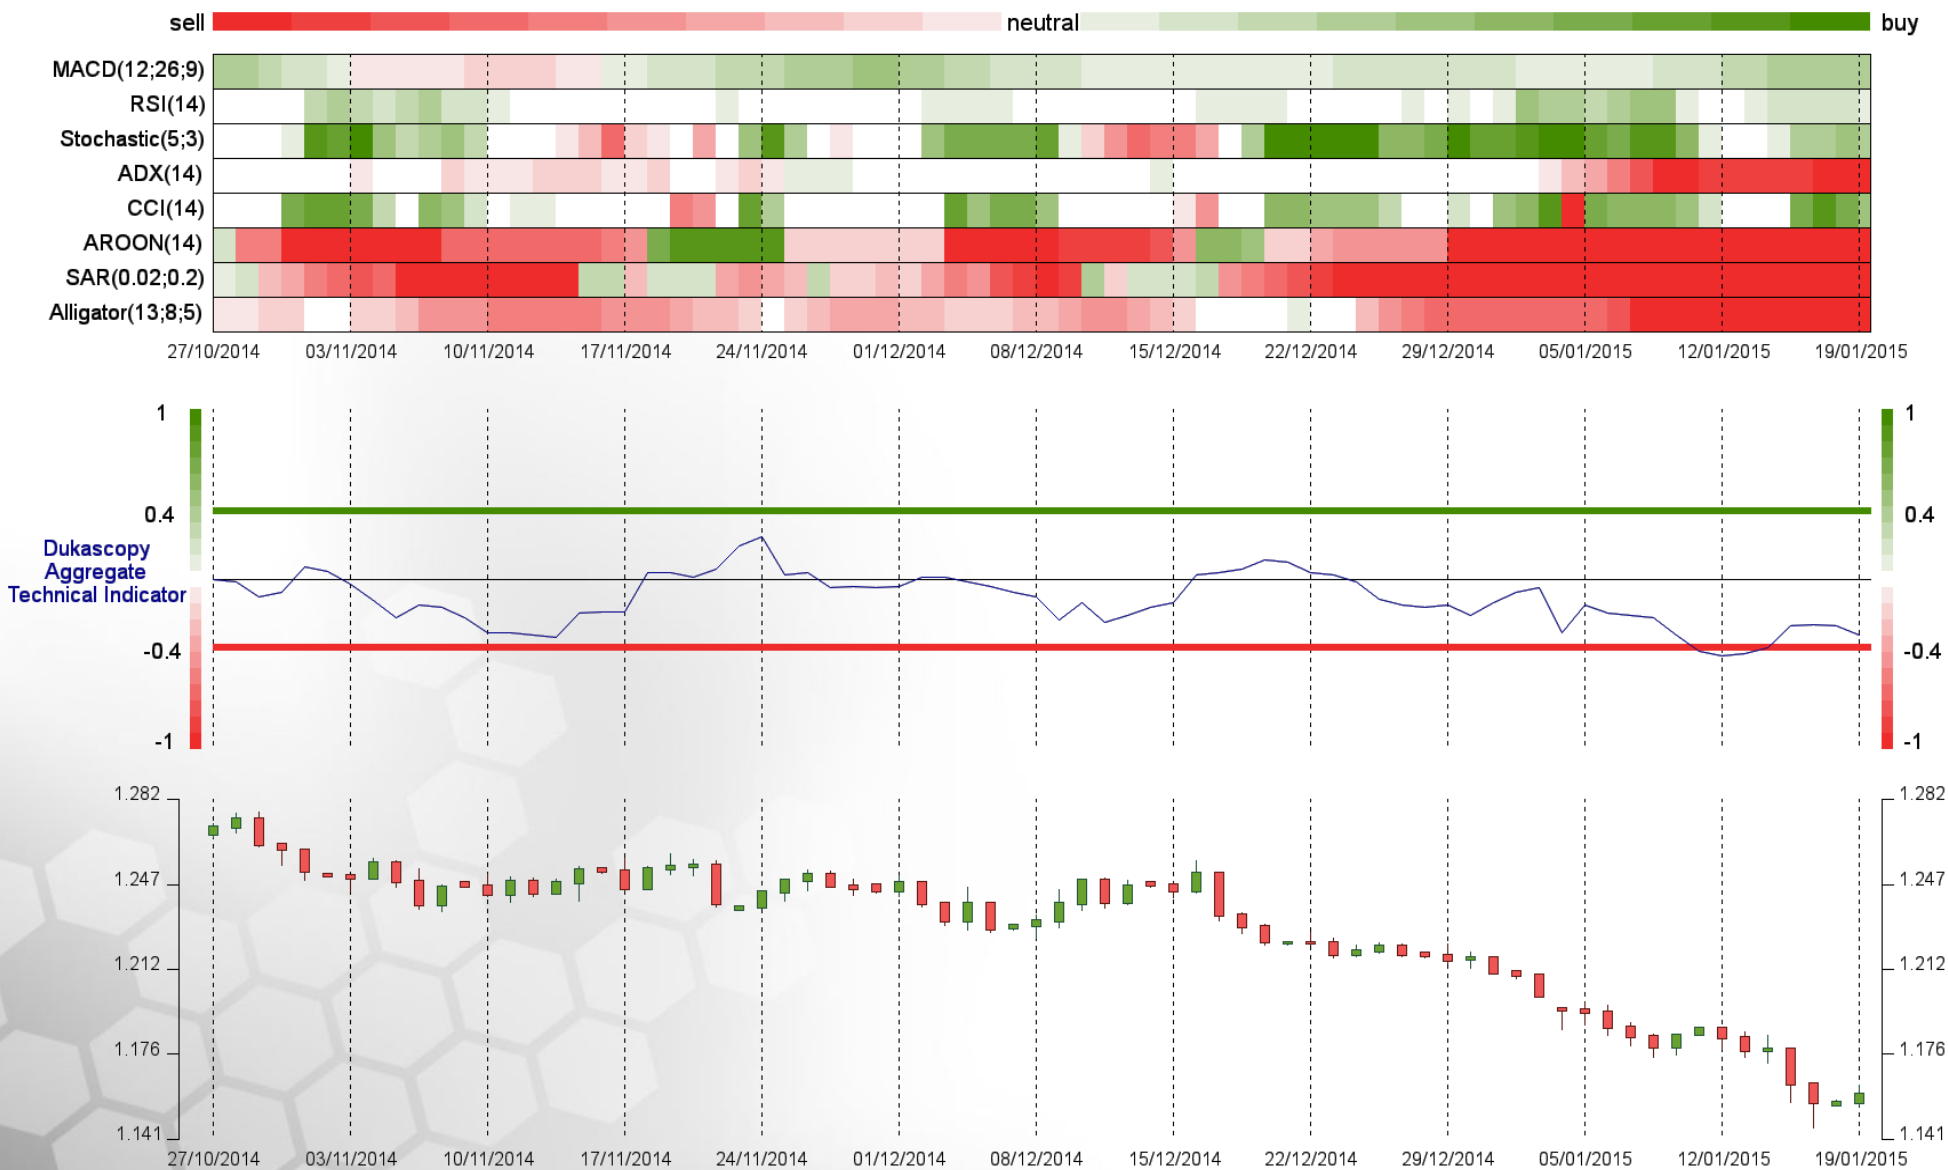 sell neutral buy
MACD(12;26;9)
RSI(14)
Stochastic(5;3)
ADX(14)
CCI(14)
AROON(14)
SAR(0.02;0.2)
Alligator(13;8;5)
27/10/2014 03/11/2014 10/11/2014 17/11/2014 24/11/2014 01/12/2014 08/12/2014 15/12/2014 22/12/2014 29/12/2014 05/01/2015 12/01/2015 19/01/2015
1 1
0.4 0.4
Dukascopy
Aggregate
Technical Indicator
-0.4 -0.4
-1 -1
1.282 1.282
1.247 1.247
1.212 1.212
1.176 1.176
1.141 1.141
27/10/2014 03/11/2014 10/11/2014 17/11/2014 24/11/2014 01/12/2014 08/12/2014 15/12/2014 22/12/2014 29/12/2014 05/01/2015 12/01/2015 19/01/2015